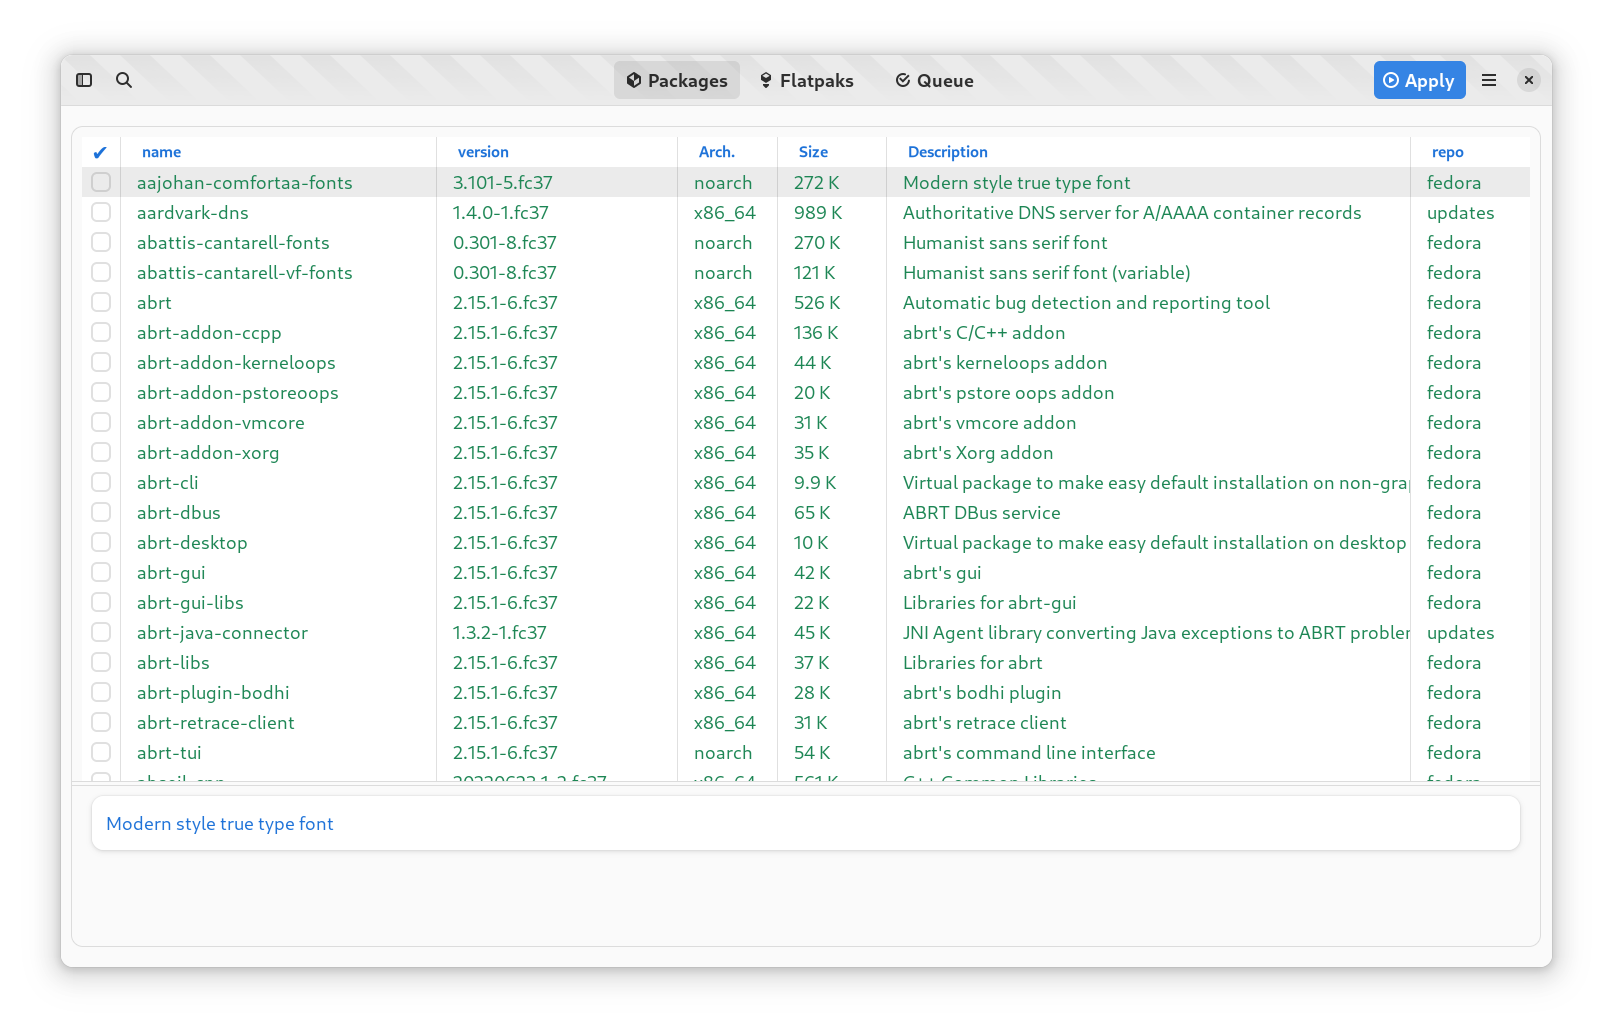 Packages Flatpaks Queue Apply
name version Arch. Size Description repo
aajohan-comfortaa-fonts 3.101-5.fc37 noarch 272 K Modern style true type font fedora
aardvark-dns 1.4.0-1.fc37 x86_64 989 K Authoritative DNS server for A/AAAA container records updates
abattis-cantarell-fonts 0.301-8.fc37 noarch 270 K Humanist sans serif font fedora
abattis-cantarell-vf-fonts 0.301-8.fc37 noarch 121 K Humanist sans serif font (variable) fedora
abrt 2.15.1-6.fc37 x86_64 526 K Automatic bug detection and reporting tool fedora
abrt-addon-ccpp 2.15.1-6.fc37 x86_64 136 K abrt's C/C++ addon fedora
abrt-addon-kerneloops 2.15.1-6.fc37 x86_64 44 K abrt's kerneloops addon fedora
abrt-addon-pstoreoops 2.15.1-6.fc37 x86_64 20 K abrt's pstore oops addon fedora
abrt-addon-vmcore 2.15.1-6.fc37 x86_64 31 K abrt's vmcore addon fedora
abrt-addon-xorg 2.15.1-6.fc37 x86_64 35 K abrt's Xorg addon fedora
abrt-cli 2.15.1-6.fc37 x86_64 9.9 K Virtual package to make easy default installation on non-gra fedora
abrt-dbus 2.15.1-6.fc37 x86_64 65 K ABRT DBus service fedora
abrt-desktop 2.15.1-6.fc37 x86_64 10 K Virtual package to make easy default installation on desktop fedora
abrt-gui 2.15.1-6.fc37 x86_64 42 K abrt's gui fedora
abrt-gui-libs 2.15.1-6.fc37 x86_64 22 K Libraries for abrt-gui fedora
abrt-java-connector 1.3.2-1.fc37 x86_64 45 K JNI Agent library converting Java exceptions to ABRT problem updates
abrt-libs 2.15.1-6.fc37 x86_64 37 K Libraries for abrt fedora
abrt-plugin-bodhi 2.15.1-6.fc37 x86_64 28 K abrt's bodhi plugin fedora
abrt-retrace-client 2.15.1-6.fc37 x86_64 31 K abrt's retrace client fedora
abrt-tui 2.15.1-6.fc37 noarch 54 K abrt's command line interface fedora
Modern style true type font